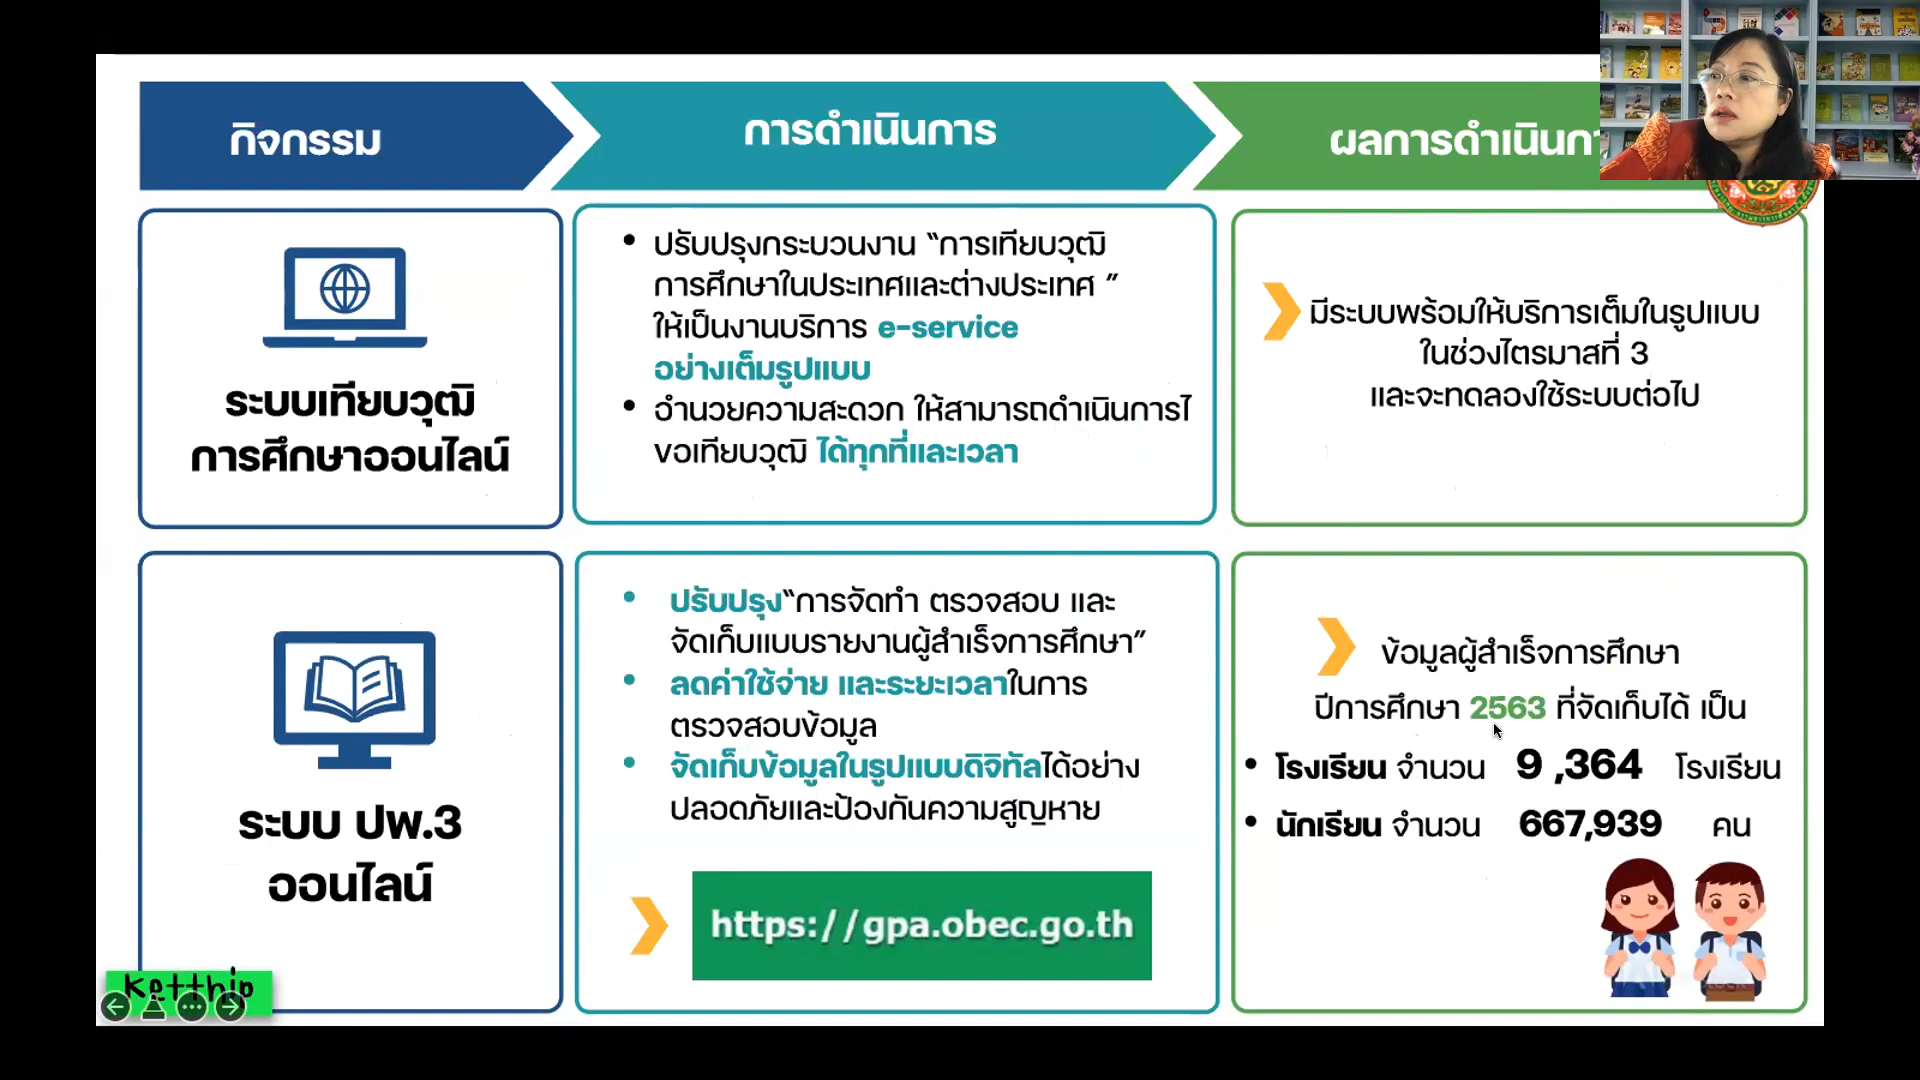 กิจกรรม
การดำเนินการ
ผลการดำเนินก
ระบบเทียบวุฒิ
การศึกษาออนไลน์
• ปรับปรุงกระบวนงาน “การเทียบวุฒิ
การศึกษาในประเทศและต่างประเทศ ”
ให้เป็นงานบริการ e-service
อย่างเต็มรูปแบบ
• อำนวยความสะดวก ให้สามารถดำเนินการไ
ขอเทียบวุฒิ ได้ทุกที่และเวลา
มีระบบพร้อมให้บริการเต็มในรูปแบบ
ในช่วงไตรมาสที่ 3
และจะทดลองใช้ระบบต่อไป
ระบบ ปพ.3
ออนไลน์
• ปรับปรุง“การจัดทำ ตรวจสอบ และ
จัดเก็บแบบรายงานผู้สำเร็จการศึกษา”
• ลดค่าใช้จ่าย และระยะเวลาในการ
ตรวจสอบข้อมูล
• จัดเก็บข้อมูลในรูปแบบดิจิทัลได้อย่าง
ปลอดภัยและป้องกันความสูญหาย
https://gpa.obec.go.th
ข้อมูลผู้สำเร็จการศึกษา
ปีการศึกษา 2563 ที่จัดเก็บได้ เป็น
• โรงเรียน จำนวน 9 ,364 โรงเรียน
• นักเรียน จำนวน 667,939 คน
Ketthip